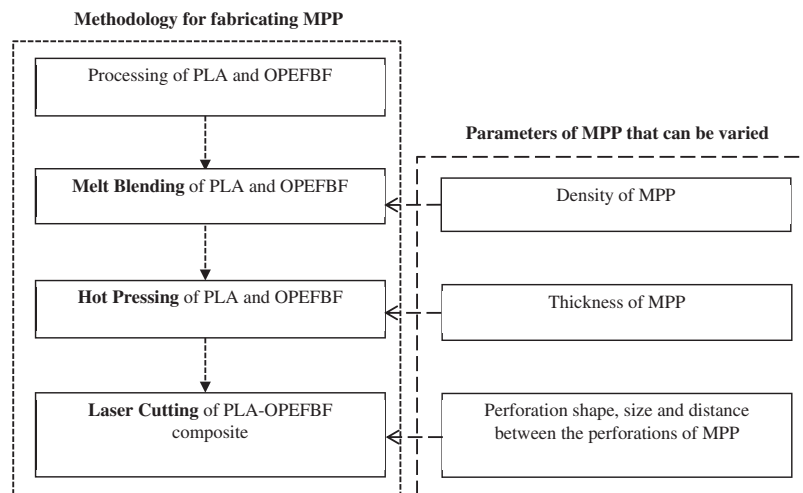 Methodology for fabricating MPP
Processing of PLA and OPEFBF
Melt Blending of PLA and OPEFBF
Hot Pressing of PLA and OPEFBF
Laser Cutting of PLA-OPEFBF
composite
Parameters of MPP that can be varied
Density of MPP
Thickness of MPP
Perforation shape, size and distance
between the perforations of MPP